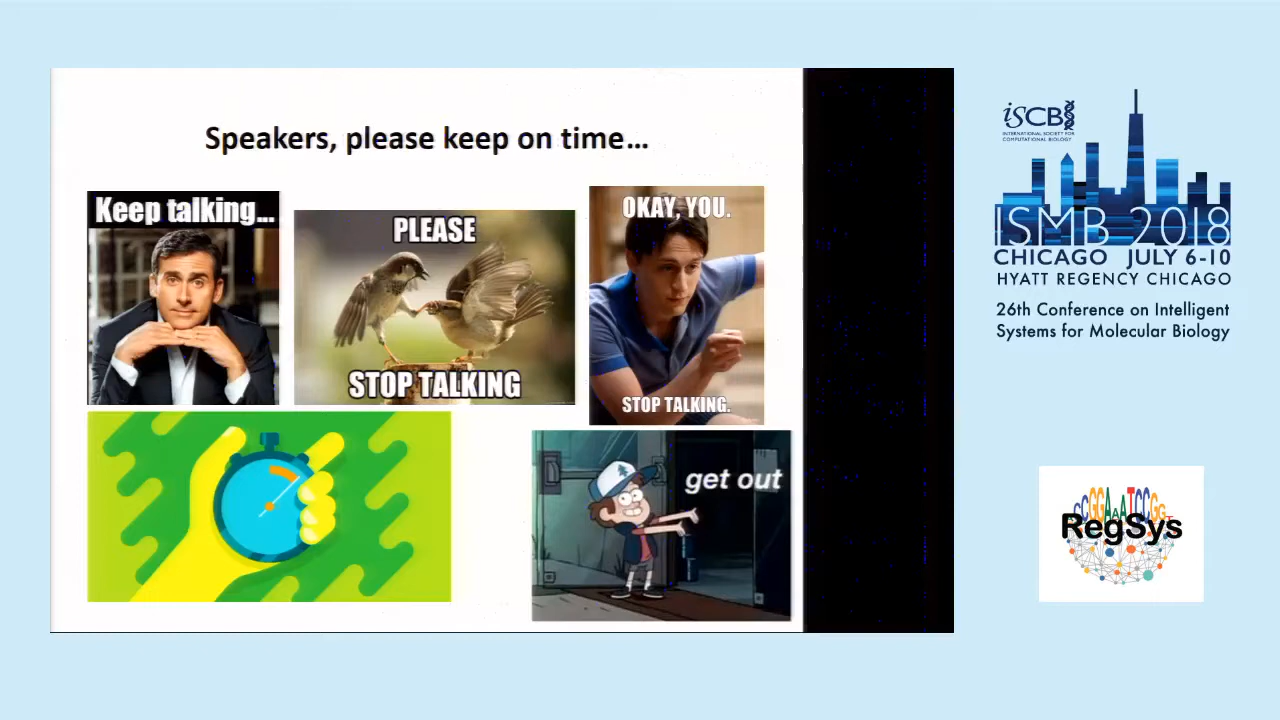 Speakers, please keep on time...
Keep talking...
PLEASE
STOP TALKING
OKAY, YOU.
STOP TALKING.
get out
iSCB
INTERNATIONAL SOCIETY FOR
COMPUTATIONAL BIOLOGY
ISMB 2018
CHICAGO JULY 6-10
HYATT REGENCY CHICAGO
26th Conference on Intelligent
Systems for Molecular Biology
CCGGAAATCCGGT
RegSys